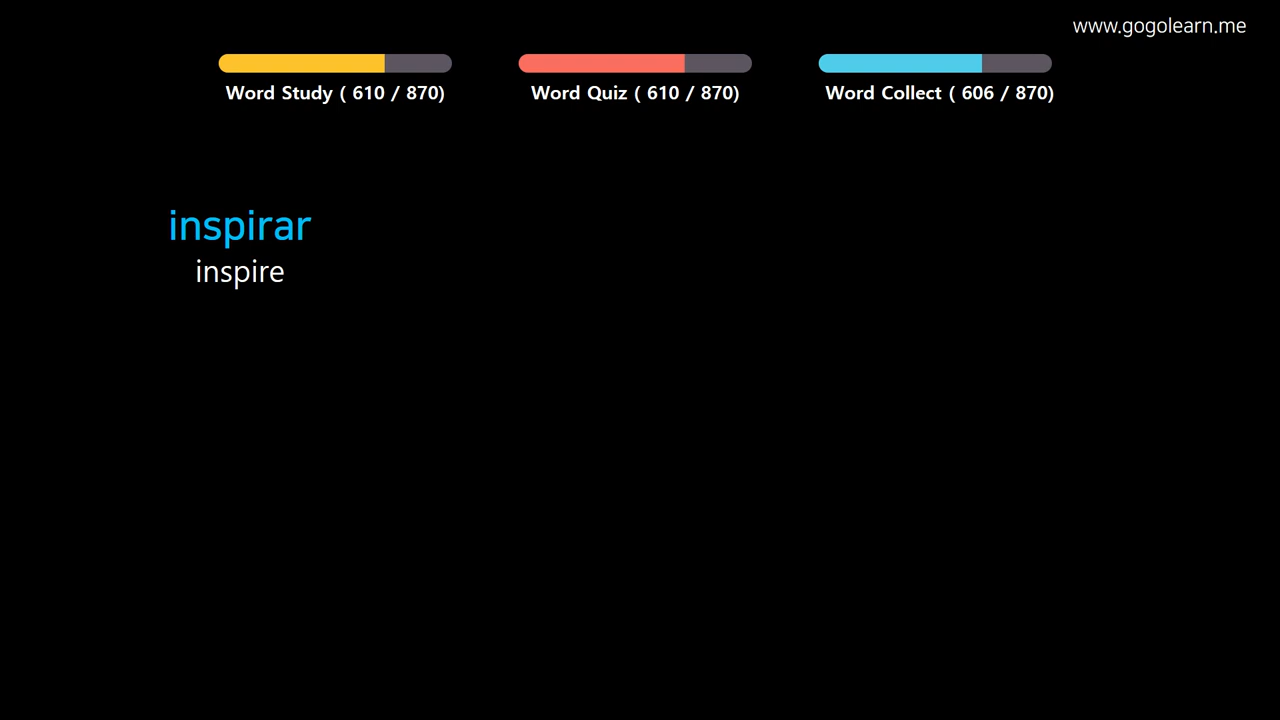 www.gogolearn.me
Word Study ( 610 / 870)
Word Quiz ( 610 / 870)
Word Collect ( 606 / 870)
inspirar
inspire